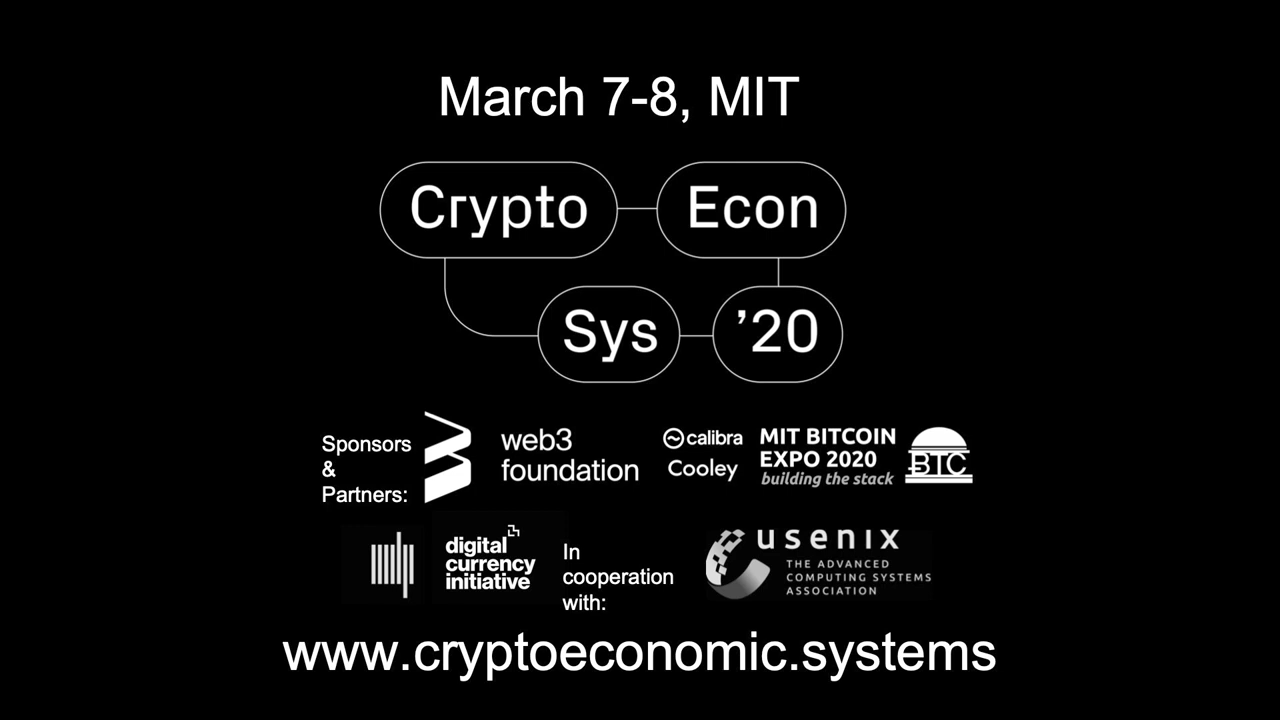 March 7-8, MIT
Crypto Econ
Sys ’20
Sponsors
&
Partners:
web3
foundation
calibra
Cooley
MIT BITCOIN
EXPO 2020
building the stack
BTC
digital
currency
initiative
In
cooperation
with:
usenix
THE ADVANCED
COMPUTING SYSTEMS
ASSOCIATION
www.cryptoeconomic.systems